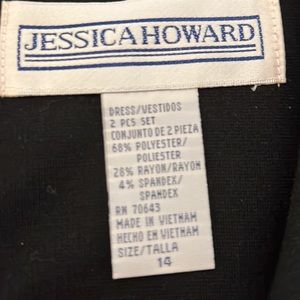 JESSICA HOWARD
DRESS/VESTIDOS
2 PCS SET
CONJUNTO DE 2 PIEZA
68% POLYESTER/
POLIESTER
28% RAYON/RAYON
4% SPANDEX/
SPANDEX
RN 70643
MADE IN VIETNAM
HECHO EN VIETNAM
SIZE/TALLA
14